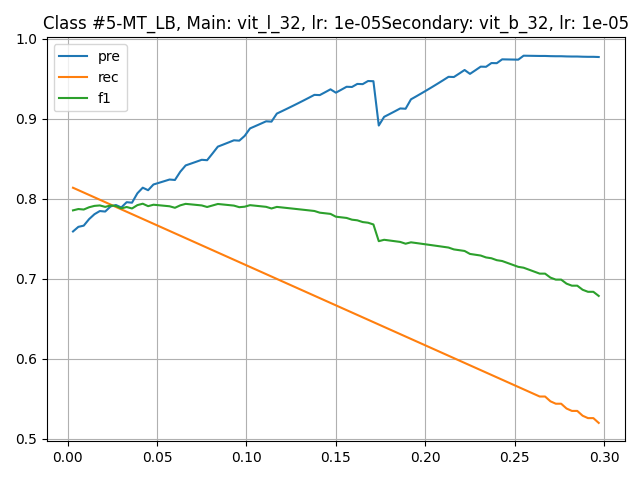 Class #5-MT_LB, Main: vit_l_32, lr: 1e-05Secondary: vit_b_32, lr: 1e-05
pre
rec
f1
1.0
0.9
0.8
0.7
0.6
0.5
0.00 0.05 0.10 0.15 0.20 0.25 0.30